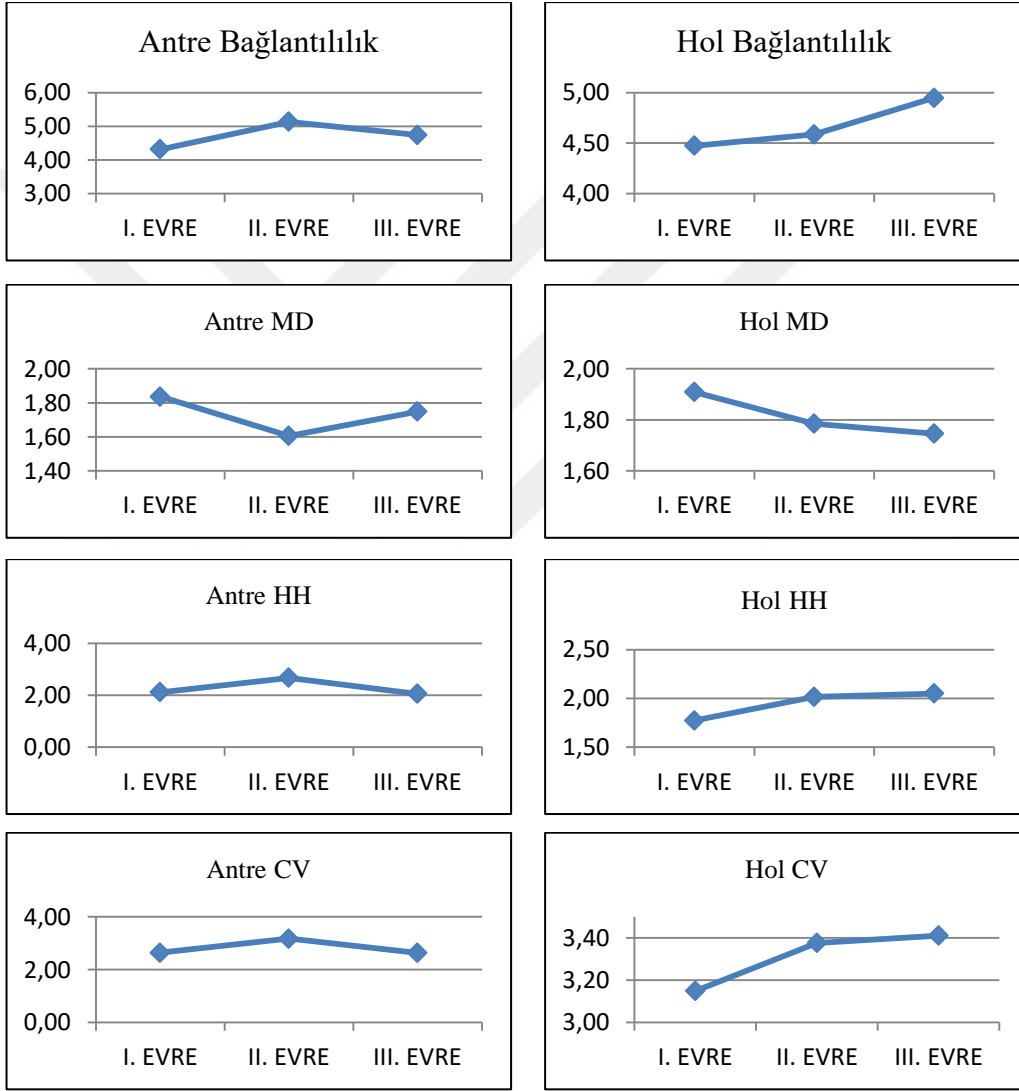 Antre Bağlantılılık
6,00
5,00
4,00
3,00
I. EVRE II. EVRE III. EVRE
Hol Bağlantılılık
5,00
4,50
4,00
I. EVRE II. EVRE III. EVRE
Antre MD
2,00
1,80
1,60
1,40
I. EVRE II. EVRE III. EVRE
Hol MD
2,00
1,80
1,60
I. EVRE II. EVRE III. EVRE
Antre HH
4,00
2,00
0,00
I. EVRE II. EVRE III. EVRE
Hol HH
2,50
2,00
1,50
I. EVRE II. EVRE III. EVRE
Antre CV
4,00
2,00
0,00
I. EVRE II. EVRE III. EVRE
Hol CV
3,40
3,20
3,00
I. EVRE II. EVRE III. EVRE